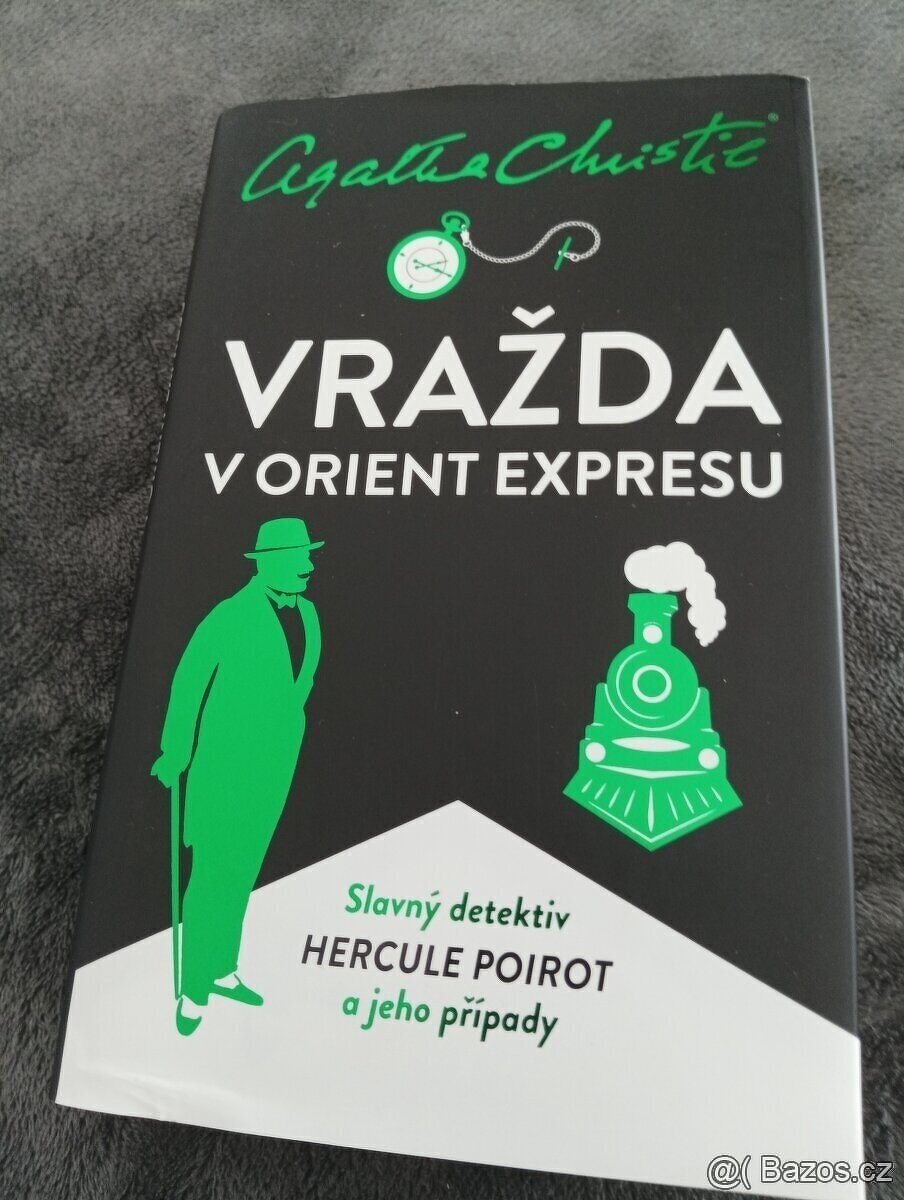 Agatha Christie®
VRAŽDA
V ORIENT EXPRESU
Slavný detektiv
HERCULE POIROT
a jeho případy
@( Bazos.cz